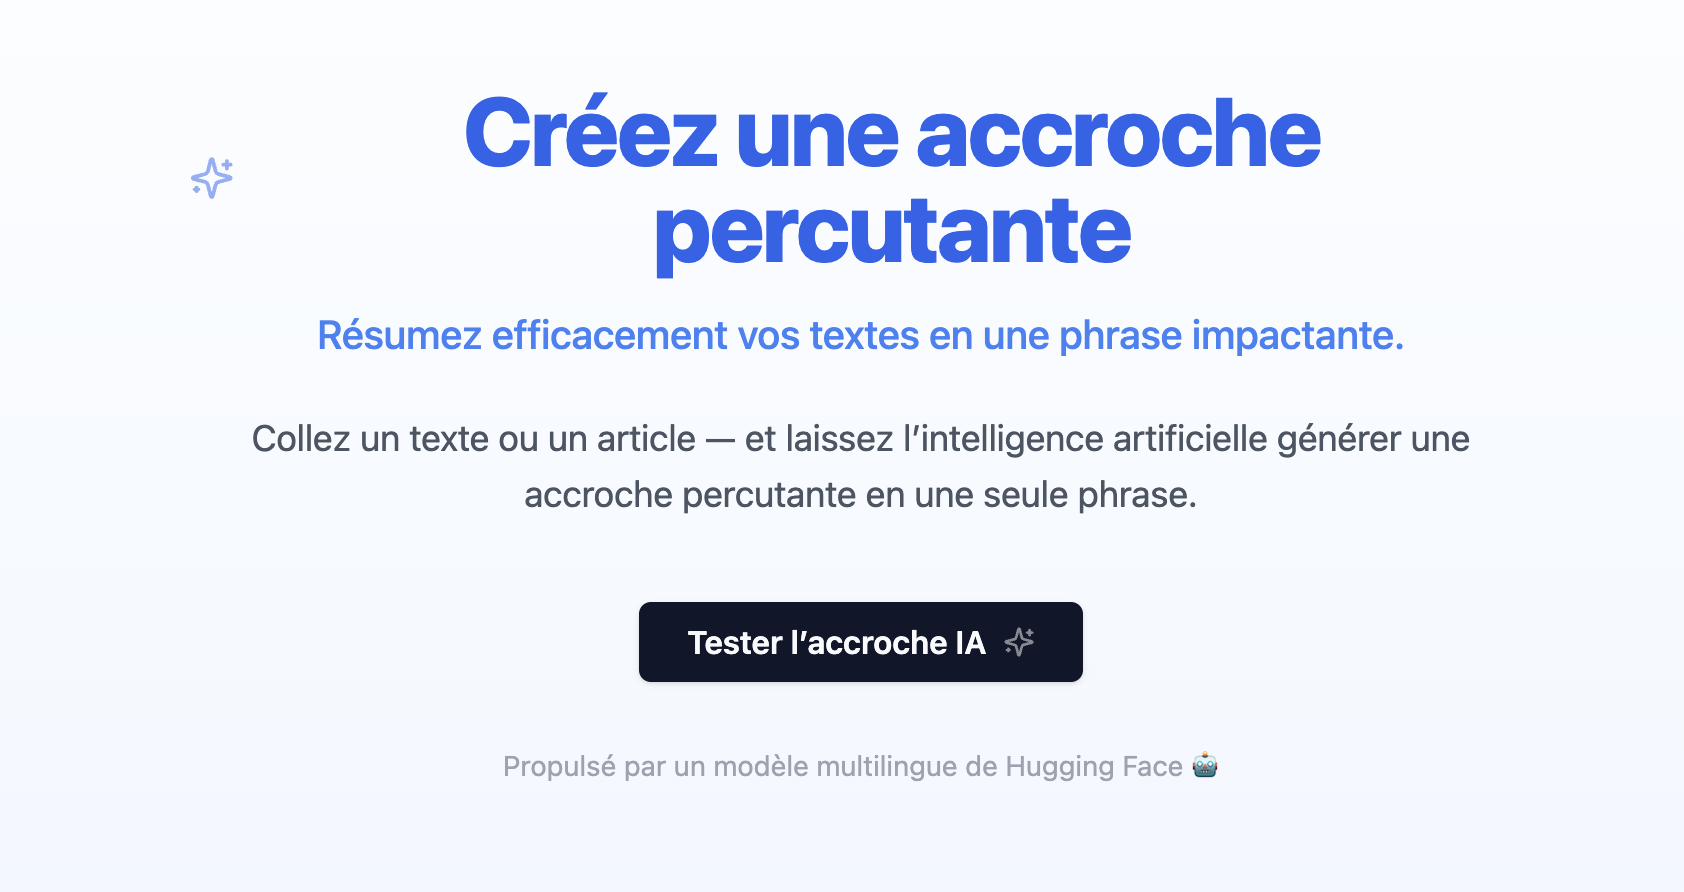 Créez une accroche
percutante
Résumez efficacement vos textes en une phrase impactante.
Collez un texte ou un article — et laissez l’intelligence artificielle générer une
accroche percutante en une seule phrase.
Tester l’accroche IA
Propulsé par un modèle multilingue de Hugging Face 🤖